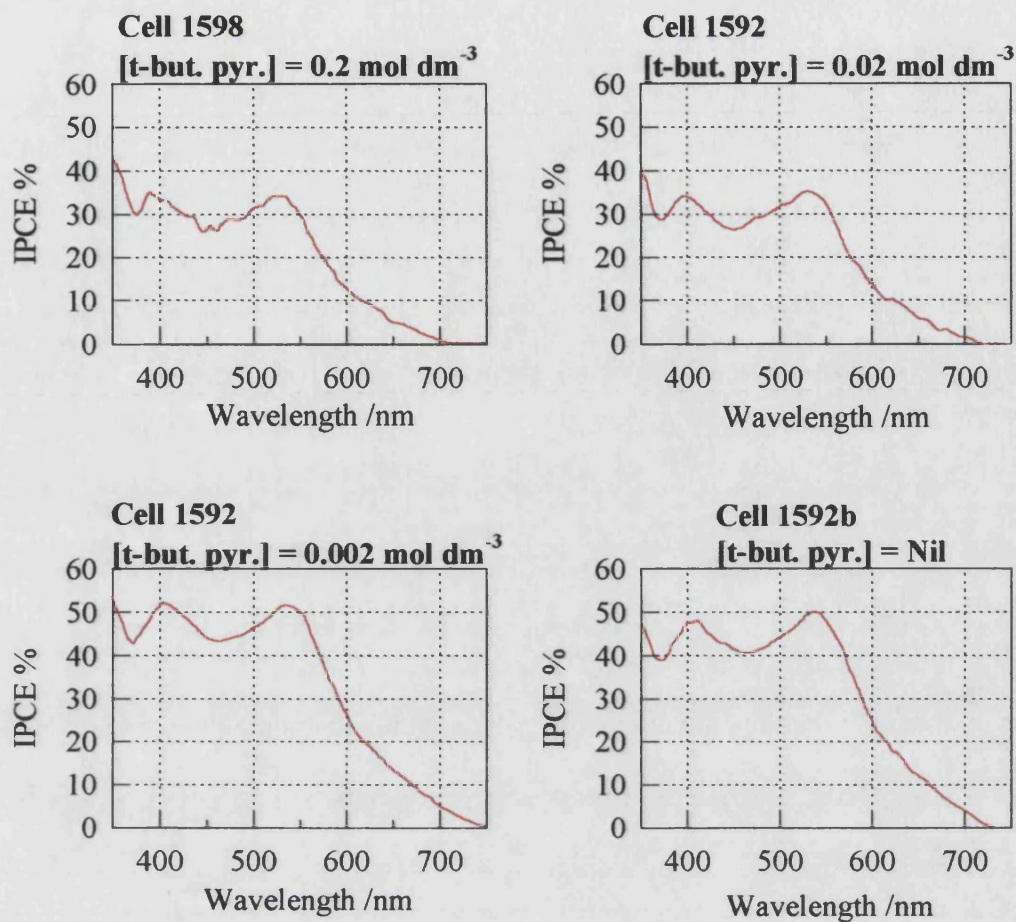 Cell 1598
[t-but. pyr.] = 0.2 mol dm⁻³
60
50
40
30
20
10
0
IPCE %
400 500 600 700
Wavelength /nm
Cell 1592
[t-but. pyr.] = 0.02 mol dm⁻³
60
50
40
30
20
10
0
IPCE %
400 500 600 700
Wavelength /nm
Cell 1592
[t-but. pyr.] = 0.002 mol dm⁻³
60
50
40
30
20
10
0
IPCE %
400 500 600 700
Wavelength /nm
Cell 1592b
[t-but. pyr.] = Nil
60
50
40
30
20
10
0
IPCE %
400 500 600 700
Wavelength /nm